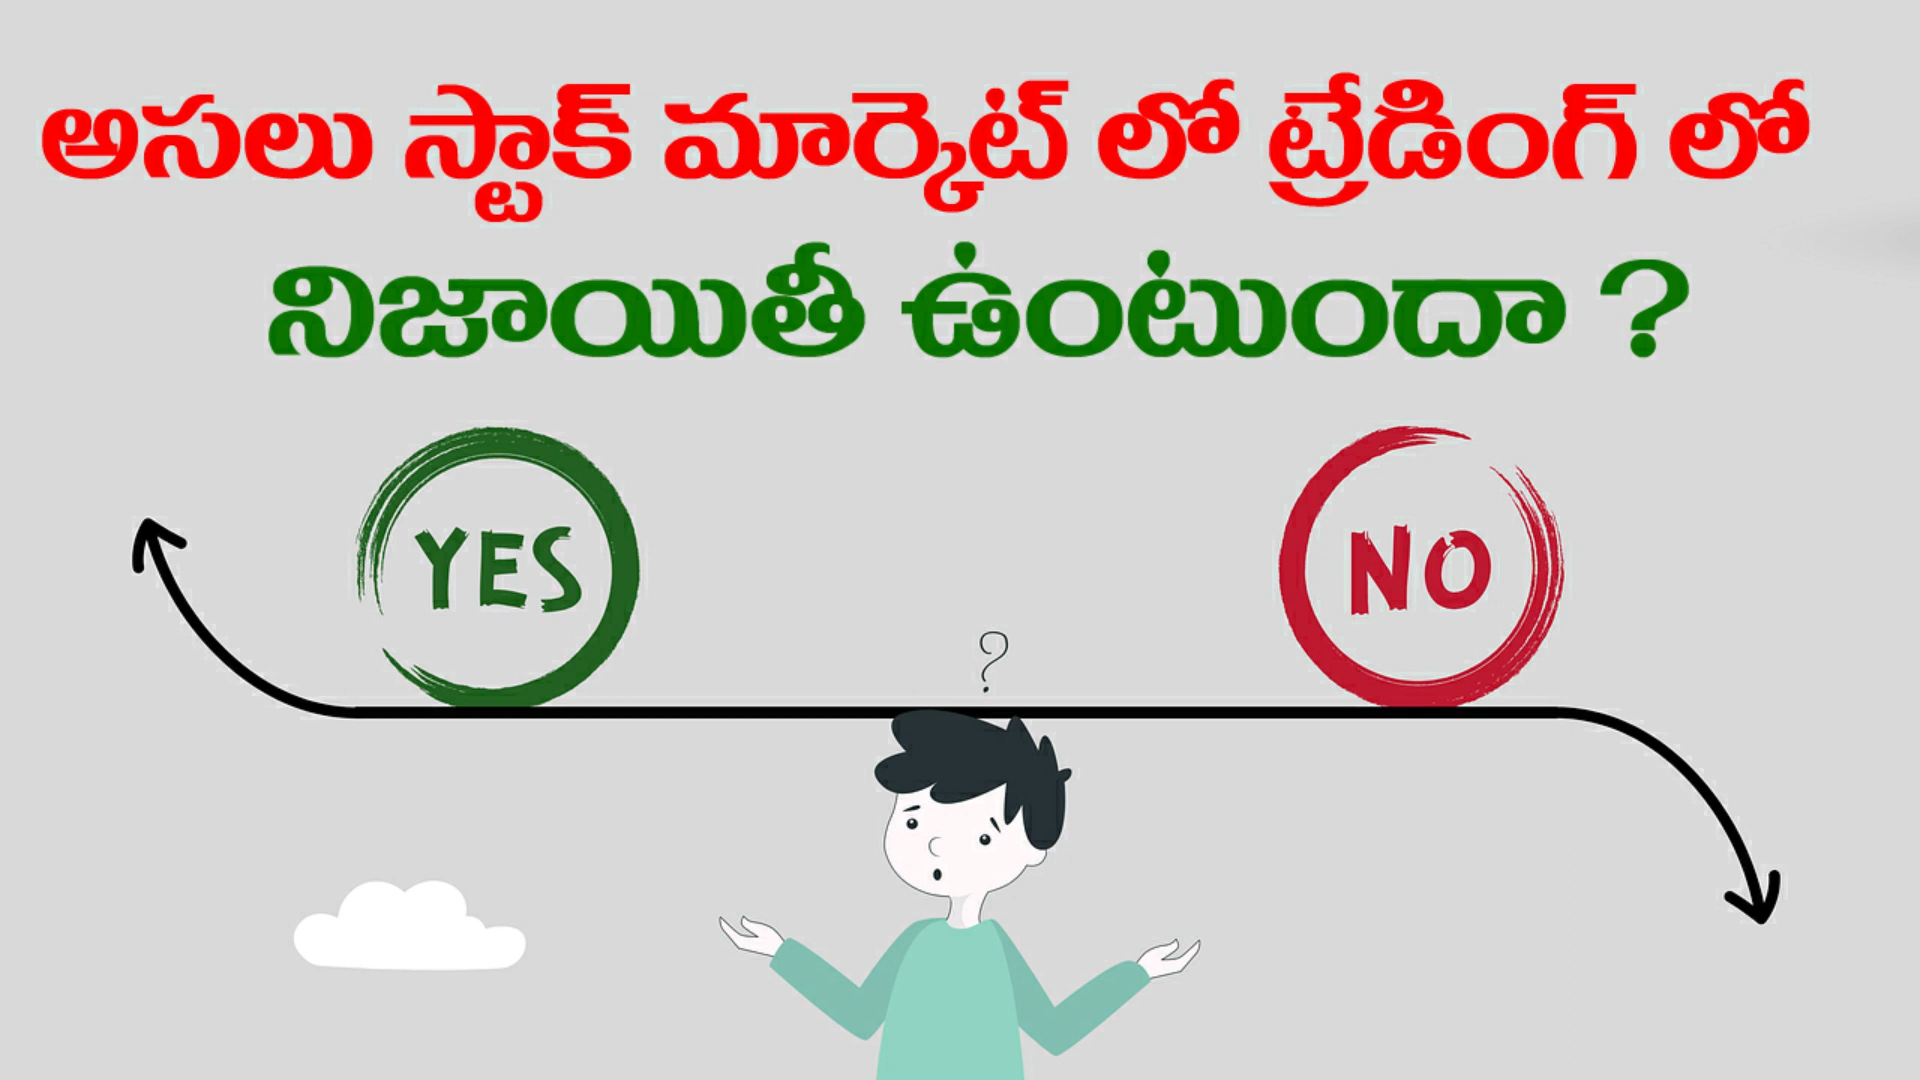 అసలు స్టాక్ మార్కెట్ లో ట్రేడింగ్ లో
నిజాయితీ ఉంటుందా ?
YES
NO
?